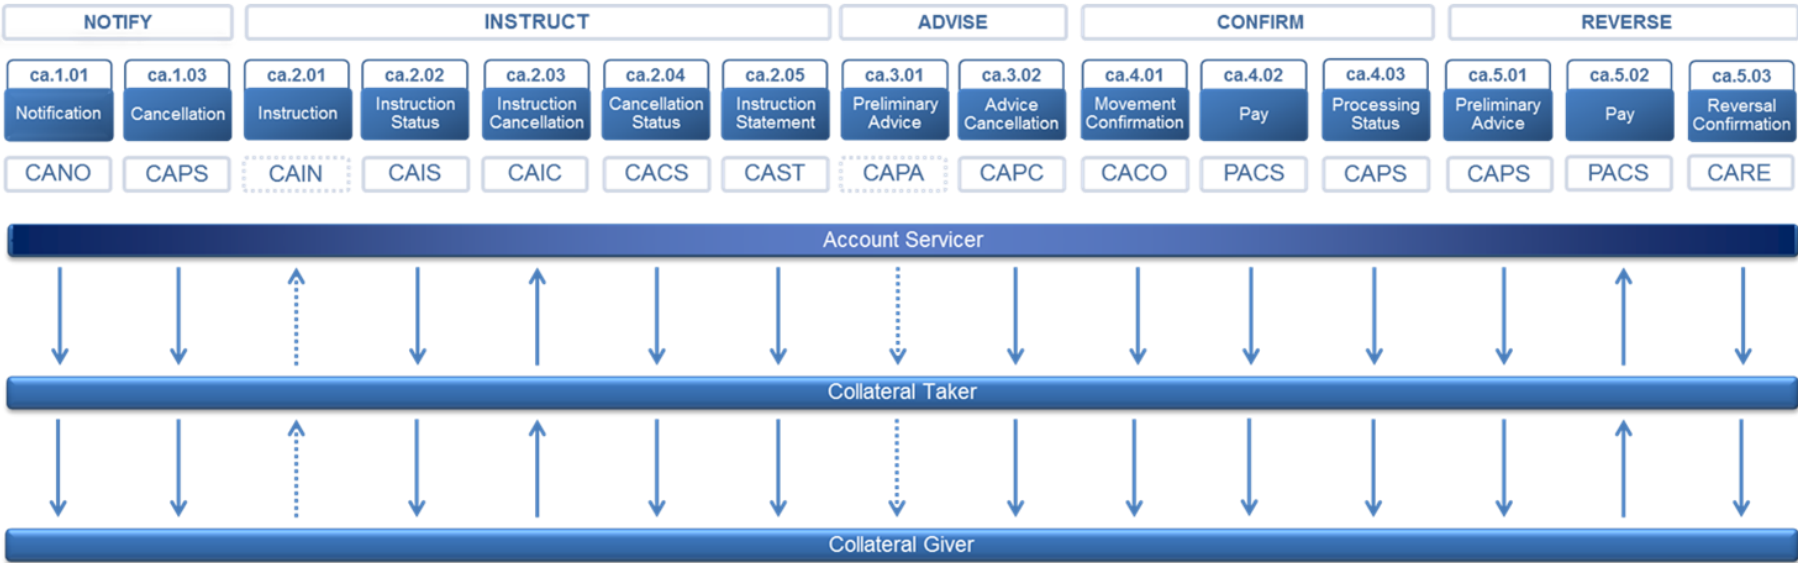 NOTIFY INSTRUCT ADVISE CONFIRM REVERSE
ca.1.01 ca.1.03 ca.2.01 ca.2.02 ca.2.03 ca.2.04 ca.2.05 ca.3.01 ca.3.02 ca.4.01 ca.4.02 ca.4.03 ca.5.01 ca.5.02 ca.5.03
Notification
Cancellation
Instruction
Instruction
Status
Instruction
Cancellation
Cancellation
Status
Instruction
Statement
Preliminary
Advice
Advice
Cancellation
Movement
Confirmation
Pay
Processing
Status
Preliminary
Advice
Pay
Reversal
Confirmation
CANO CAPS CAIN CAIS CAIC CACS CAST CAPA CAPC CACO PACS CAPS CAPS PACS CARE
Account Servicer
Collateral Taker
Collateral Giver